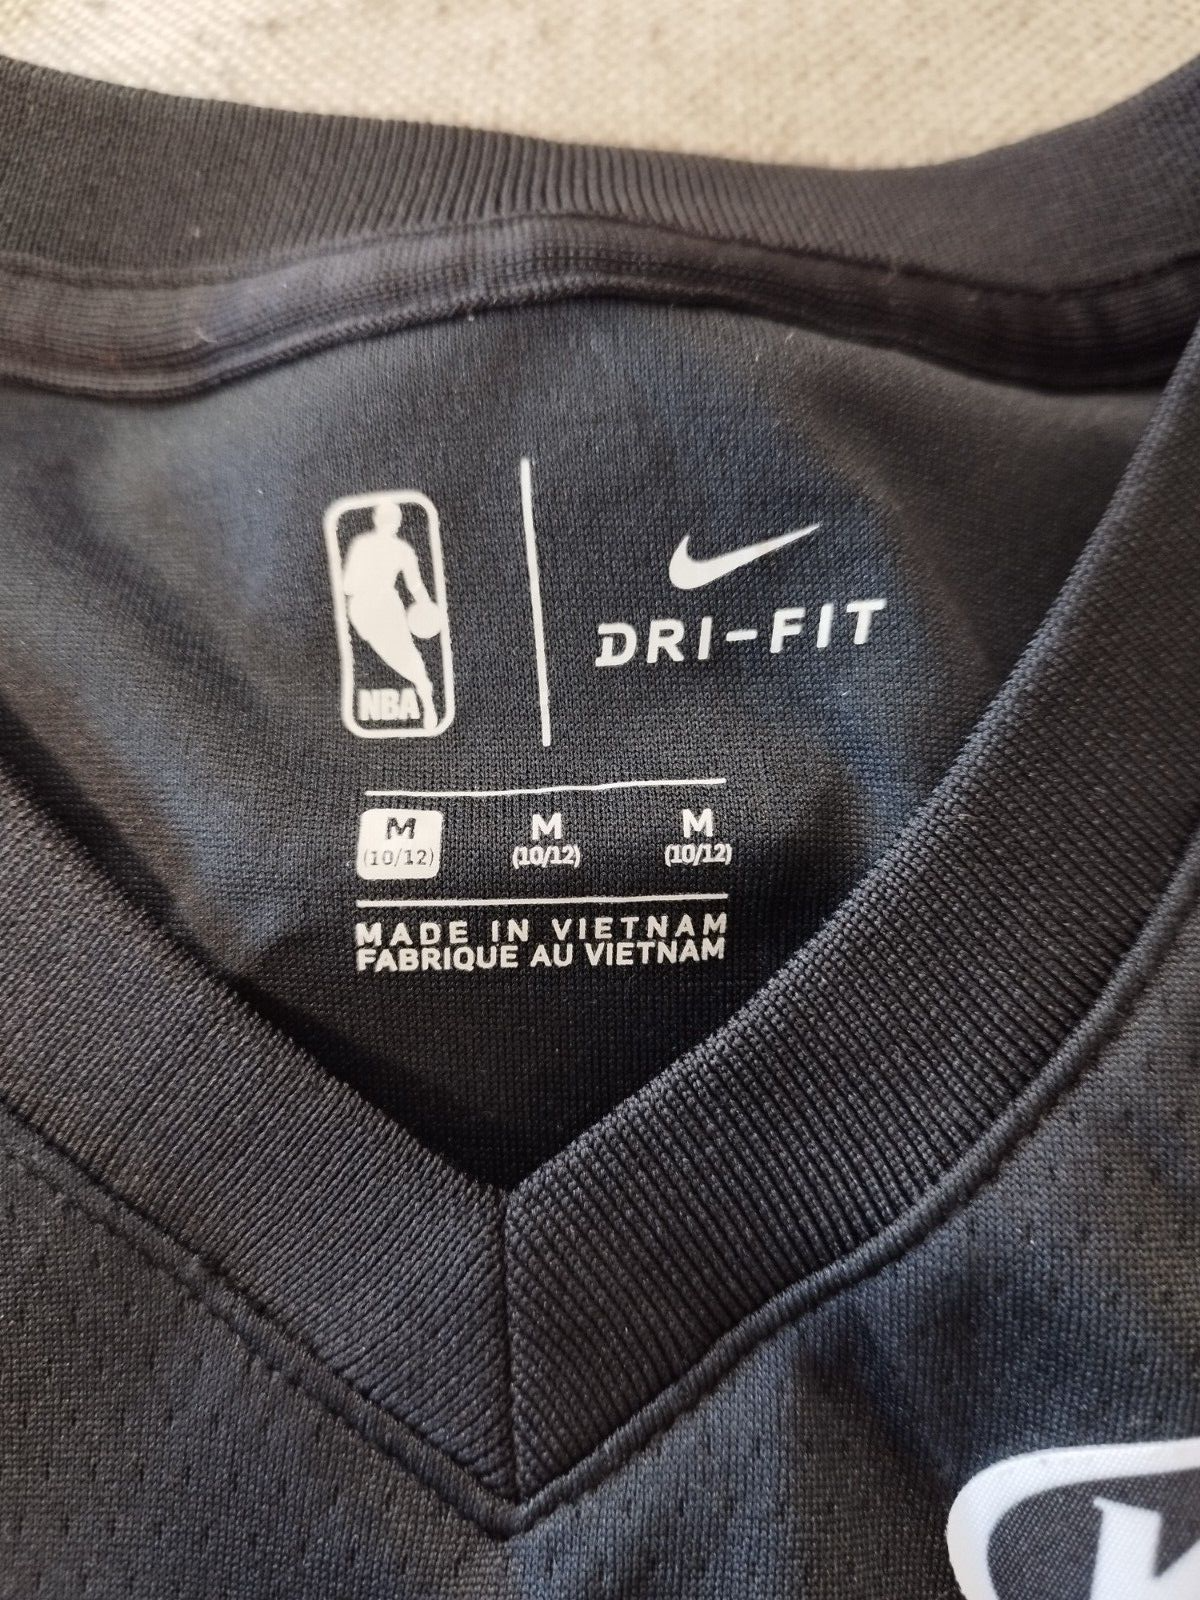 NBA
DRI-FIT
M M M
(10/12) (10/12) (10/12)
MADE IN VIETNAM
FABRIQUE AU VIETNAM